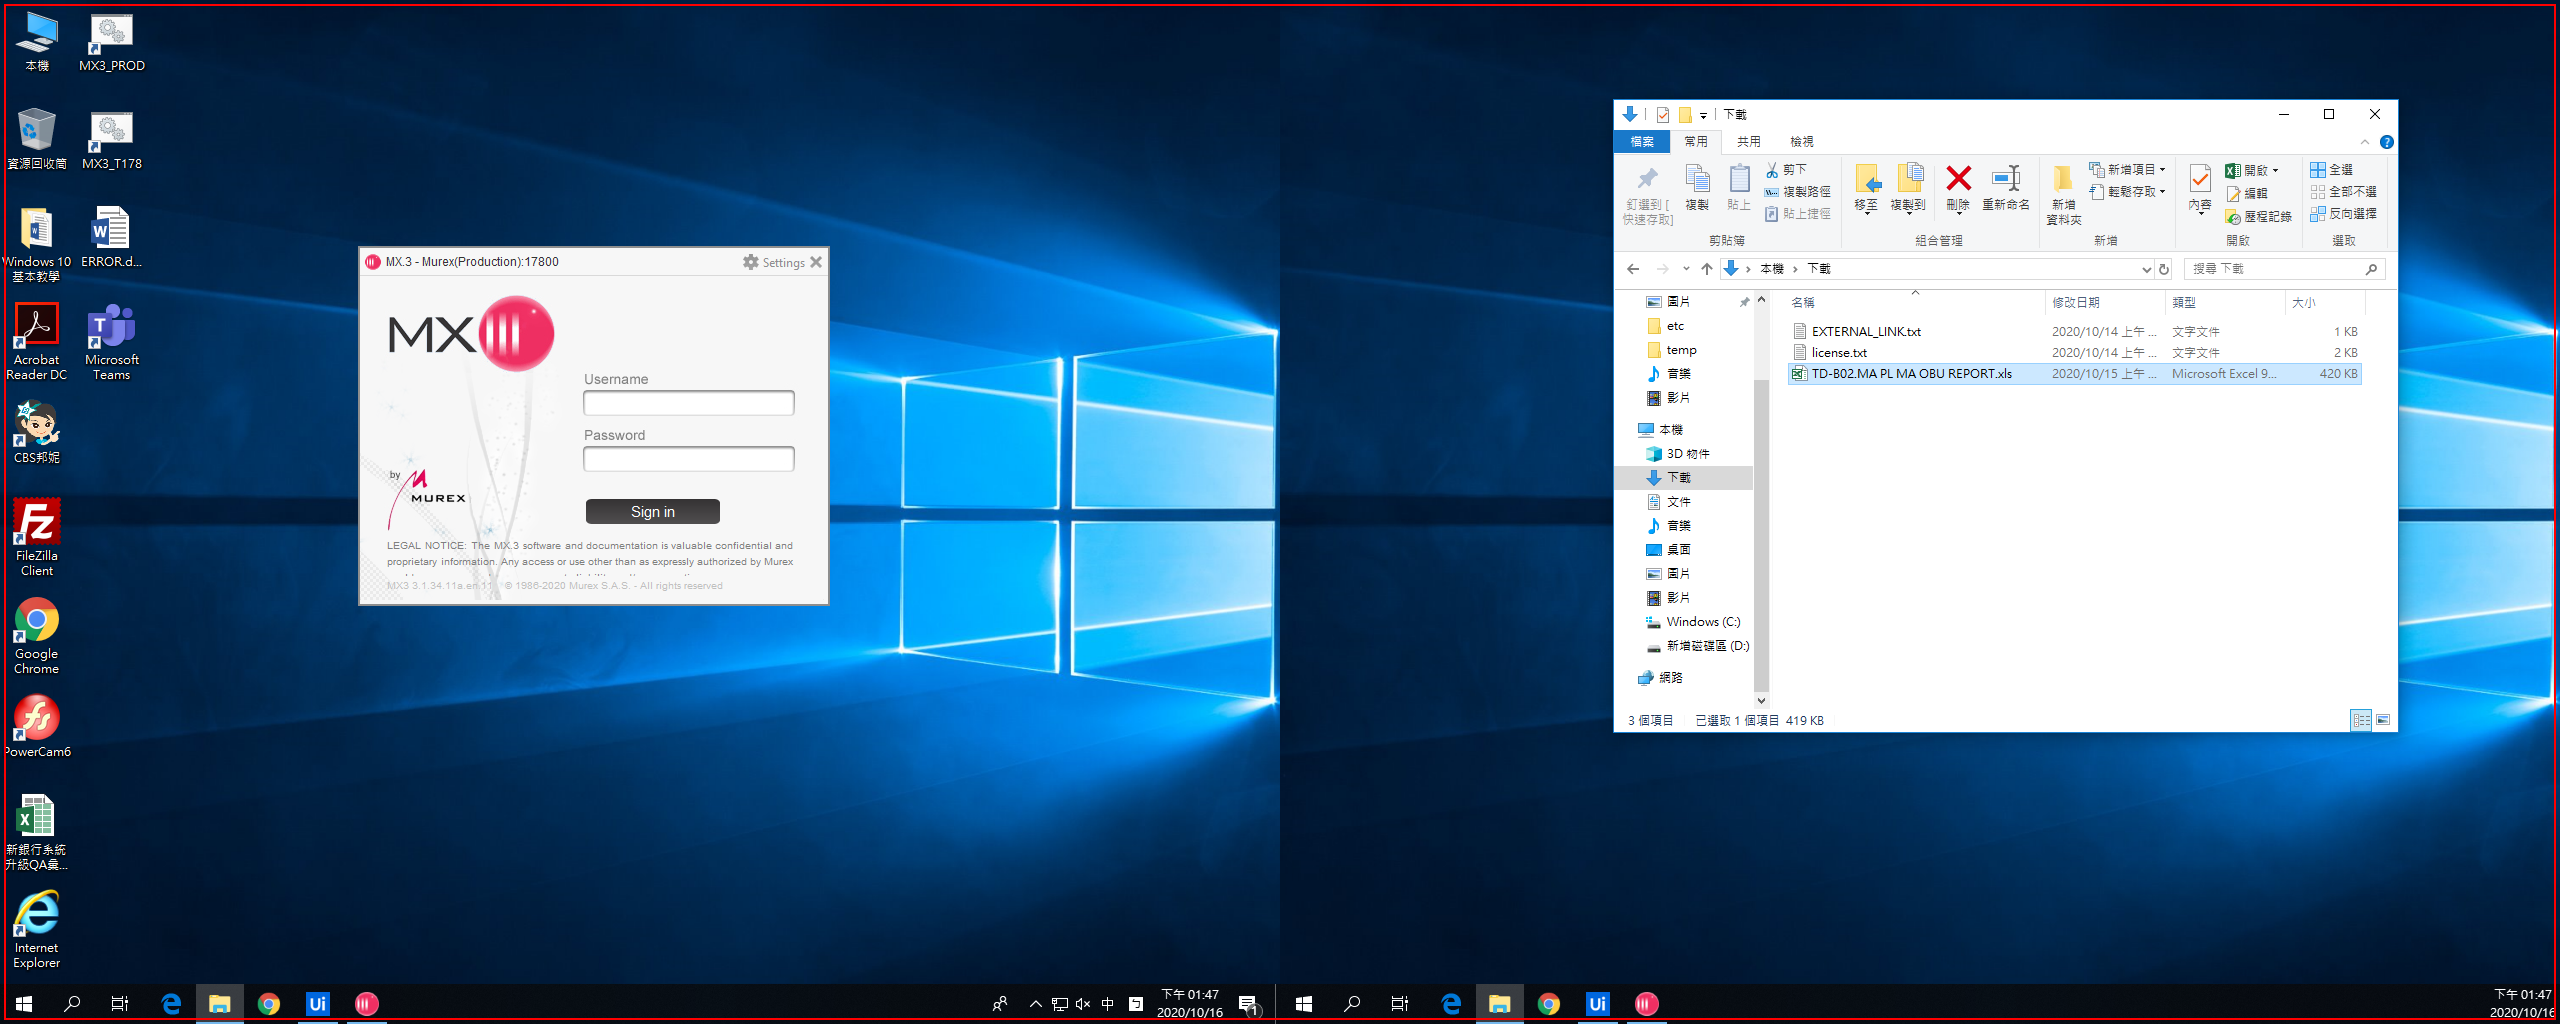 本機
MX3_PROD
資源回收筒
MX3_T178
Windows 10
基本教學
ERROR.d...
Acrobat
Reader DC
Microsoft
Teams
CBS邦妮
FileZilla
Client
Google
Chrome
PowerCam6
新銀行系統
升級QA彙...
Internet
Explorer
MX.3 - Murex(Production):17800
Settings
MX
Username
Password
by
MUREX
Sign in
LEGAL NOTICE: The MX.3 software and documentation is valuable confidential and
proprietary information. Any access or use other than as expressly authorized by Murex
MX3 3.1.34.11a.en.11 © 1986-2020 Murex S.A.S. - All rights reserved
下載
檔案 常用 共用 檢視
釘選到 [
快速存取]
複製
貼上
剪下
複製路徑
貼上捷徑
剪貼簿
移至
複製到
刪除
重新命名
組合管理
新增
資料夾
新增項目
輕鬆存取
新增
內容
開啟
編輯
歷程記錄
開啟
全選
全部不選
反向選擇
選取
本機 › 下載
搜尋 下載
圖片
etc
temp
音樂
影片
本機
3D 物件
下載
文件
音樂
桌面
圖片
影片
Windows (C:)
新增磁碟區 (D:)
網路
名稱 修改日期 類型 大小
EXTERNAL_LINK.txt 2020/10/14 上午 ... 文字文件 1 KB
license.txt 2020/10/14 上午 ... 文字文件 2 KB
TD-B02.MA PL MA OBU REPORT.xls 2020/10/15 上午 ... Microsoft Excel 9... 420 KB
3 個項目 已選取 1 個項目 419 KB
Ui
中
下午 01:47
2020/10/16
1
Ui
下午 01:47
2020/10/16